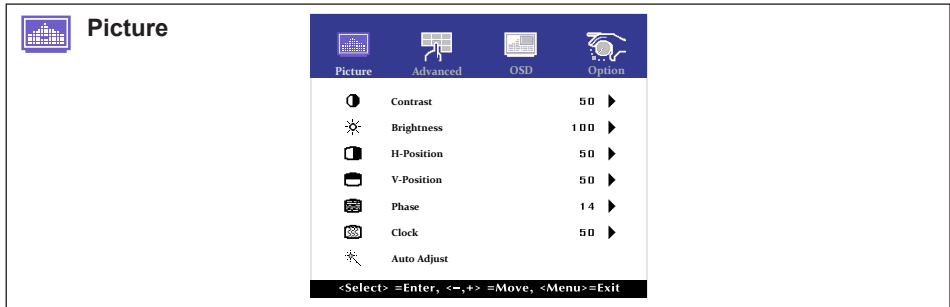 Picture
Picture Advanced OSD Option
Contrast 50
Brightness 100
H-Position 50
V-Position 50
Phase 14
Clock 50
Auto Adjust
<Select> =Enter, <−,+> =Move, <Menu>=Exit